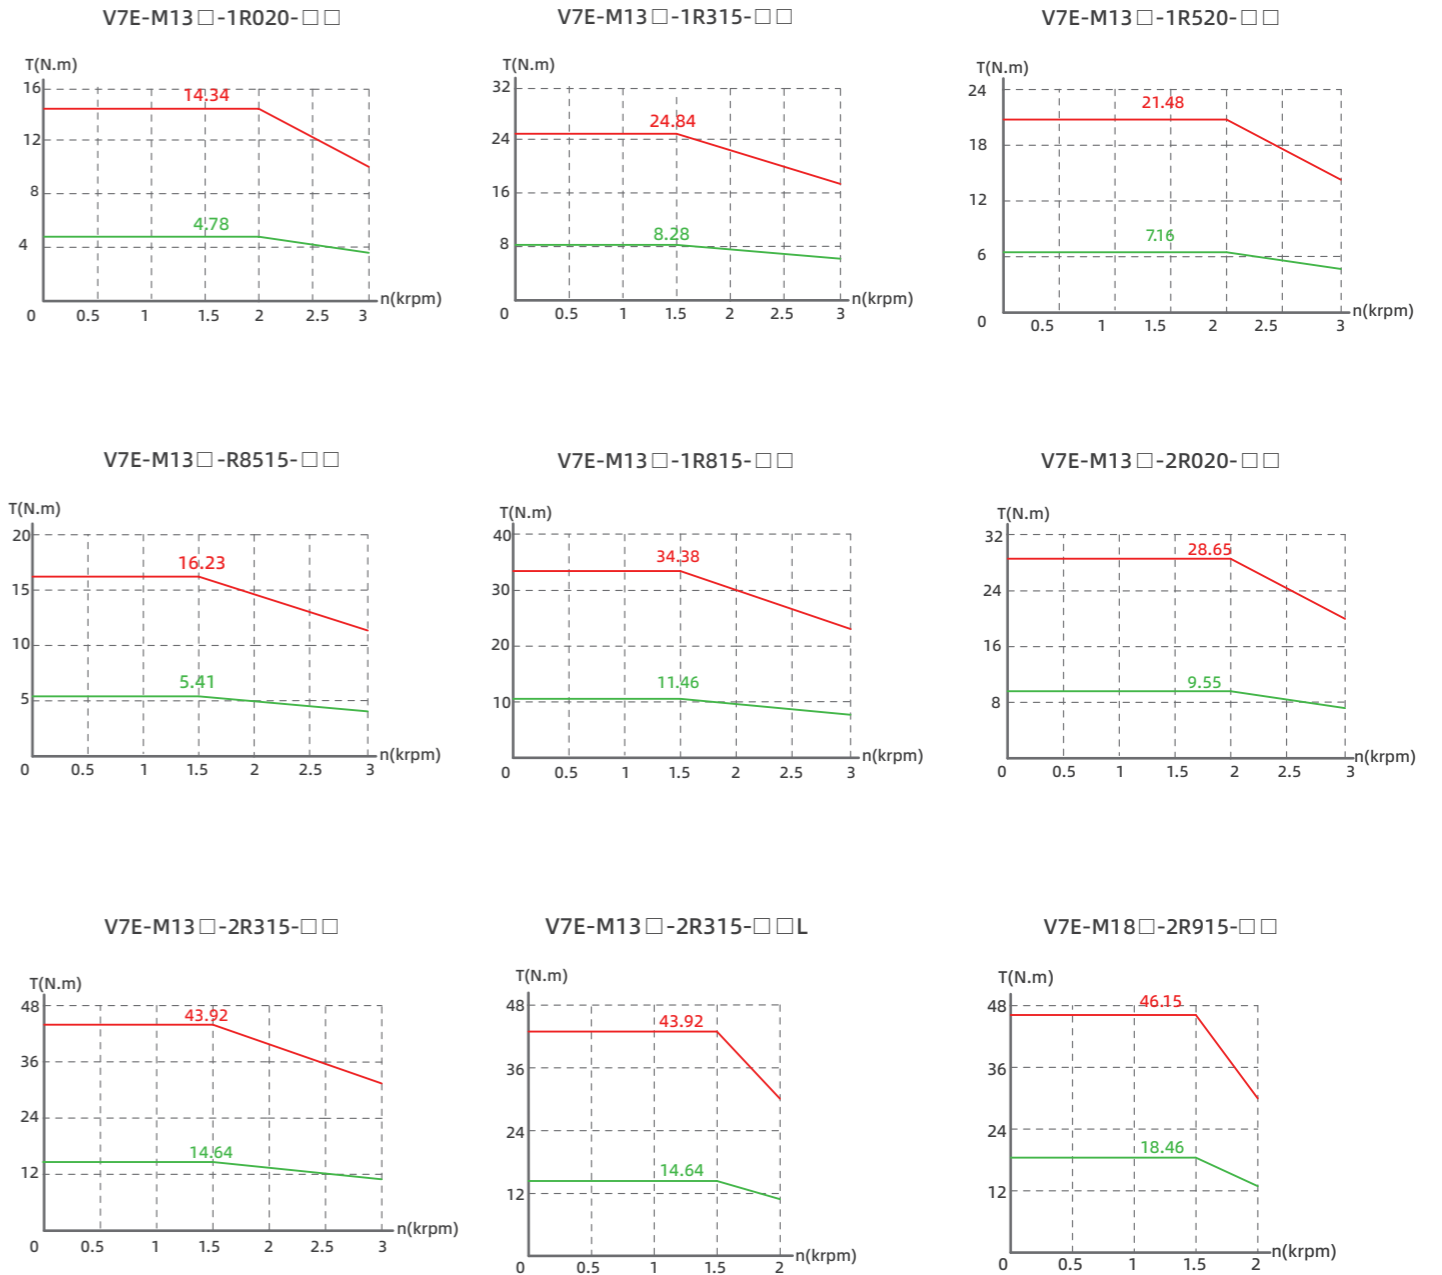 V7E-M13□-1R020-□□
T(N.m)
16
14.34
12
8
4.78
4
n(krpm)
0 0.5 1 1.5 2 2.5 3
V7E-M13□-1R315-□□
T(N.m)
32
24.84
24
16
8.28
8
n(krpm)
0 0.5 1 1.5 2 2.5 3
V7E-M13□-1R520-□□
T(N.m)
24
21.48
18
12
7.16
6
n(krpm)
0 0.5 1 1.5 2 2.5 3
V7E-M13□-R8515-□□
T(N.m)
20
16.23
15
10
5.41
5
n(krpm)
0 0.5 1 1.5 2 2.5 3
V7E-M13□-1R815-□□
T(N.m)
40
34.38
30
20
11.46
10
n(krpm)
0 0.5 1 1.5 2 2.5 3
V7E-M13□-2R020-□□
T(N.m)
32
28.65
24
16
9.55
8
n(krpm)
0 0.5 1 1.5 2 2.5 3
V7E-M13□-2R315-□□
T(N.m)
48
43.92
36
24
14.64
12
n(krpm)
0 0.5 1 1.5 2 2.5 3
V7E-M13□-2R315-□□L
T(N.m)
48
43.92
36
24
14.64
12
n(krpm)
0 0.5 1 1.5 2
V7E-M18□-2R915-□□
T(N.m)
48
46.15
36
24
18.46
12
n(krpm)
0 0.5 1 1.5 2